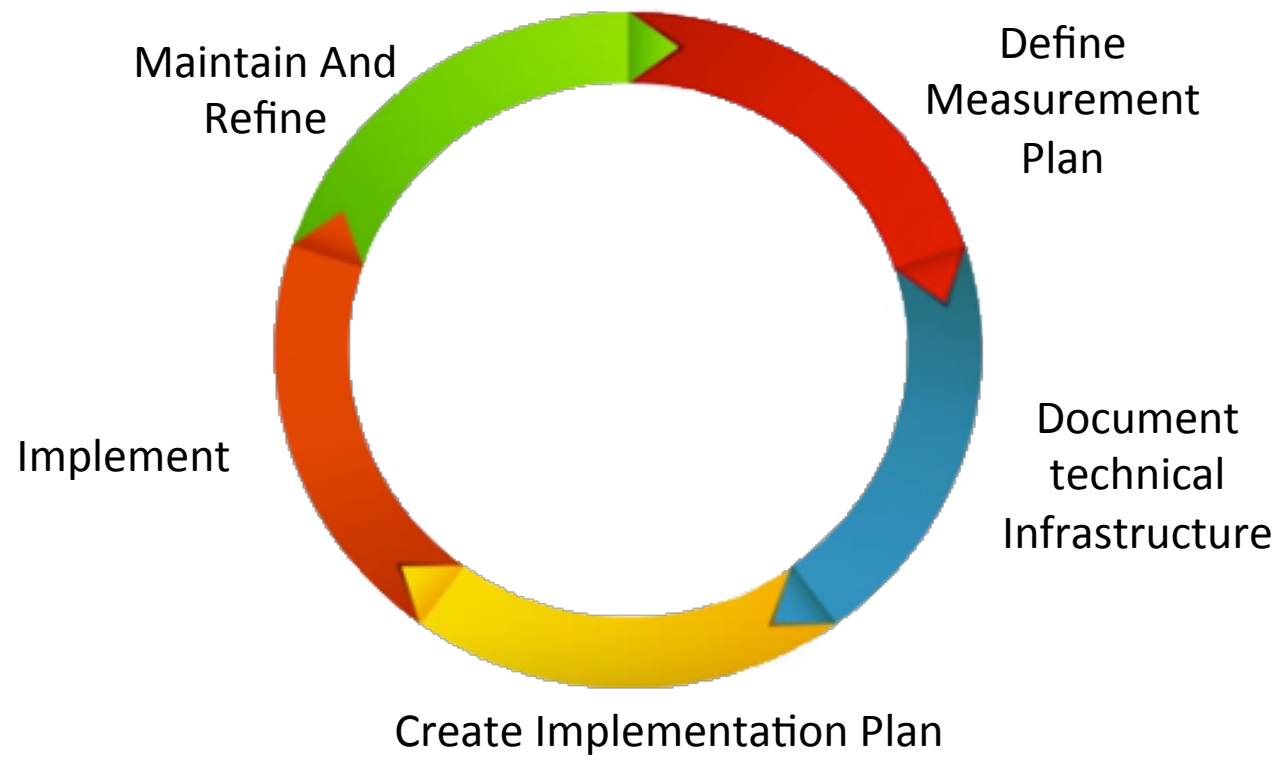 Maintain And
Refine
Define
Measurement
Plan
Document
technical
Infrastructure
Create Implementation Plan
Implement